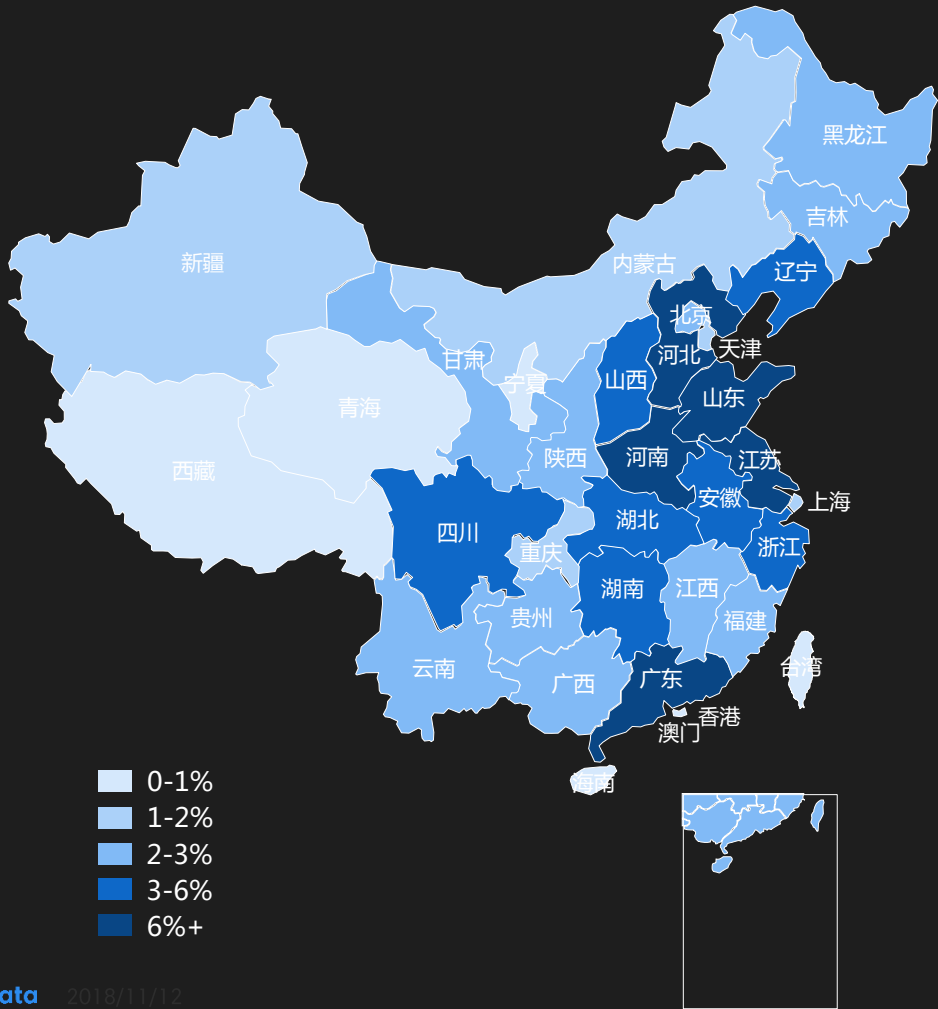 黑龙江
吉林
新疆
内蒙古
辽宁
北京
天津
河北
甘肃
宁夏
山西
山东
青海
河南
陕西
江苏
西藏
安徽
上海
湖北
四川
浙江
重庆
湖南
江西
贵州
福建
云南
台湾
广西
广东
香港
澳门
海南
0-1%
1-2%
2-3%
3-6%
6%+
ata 2018/11/12